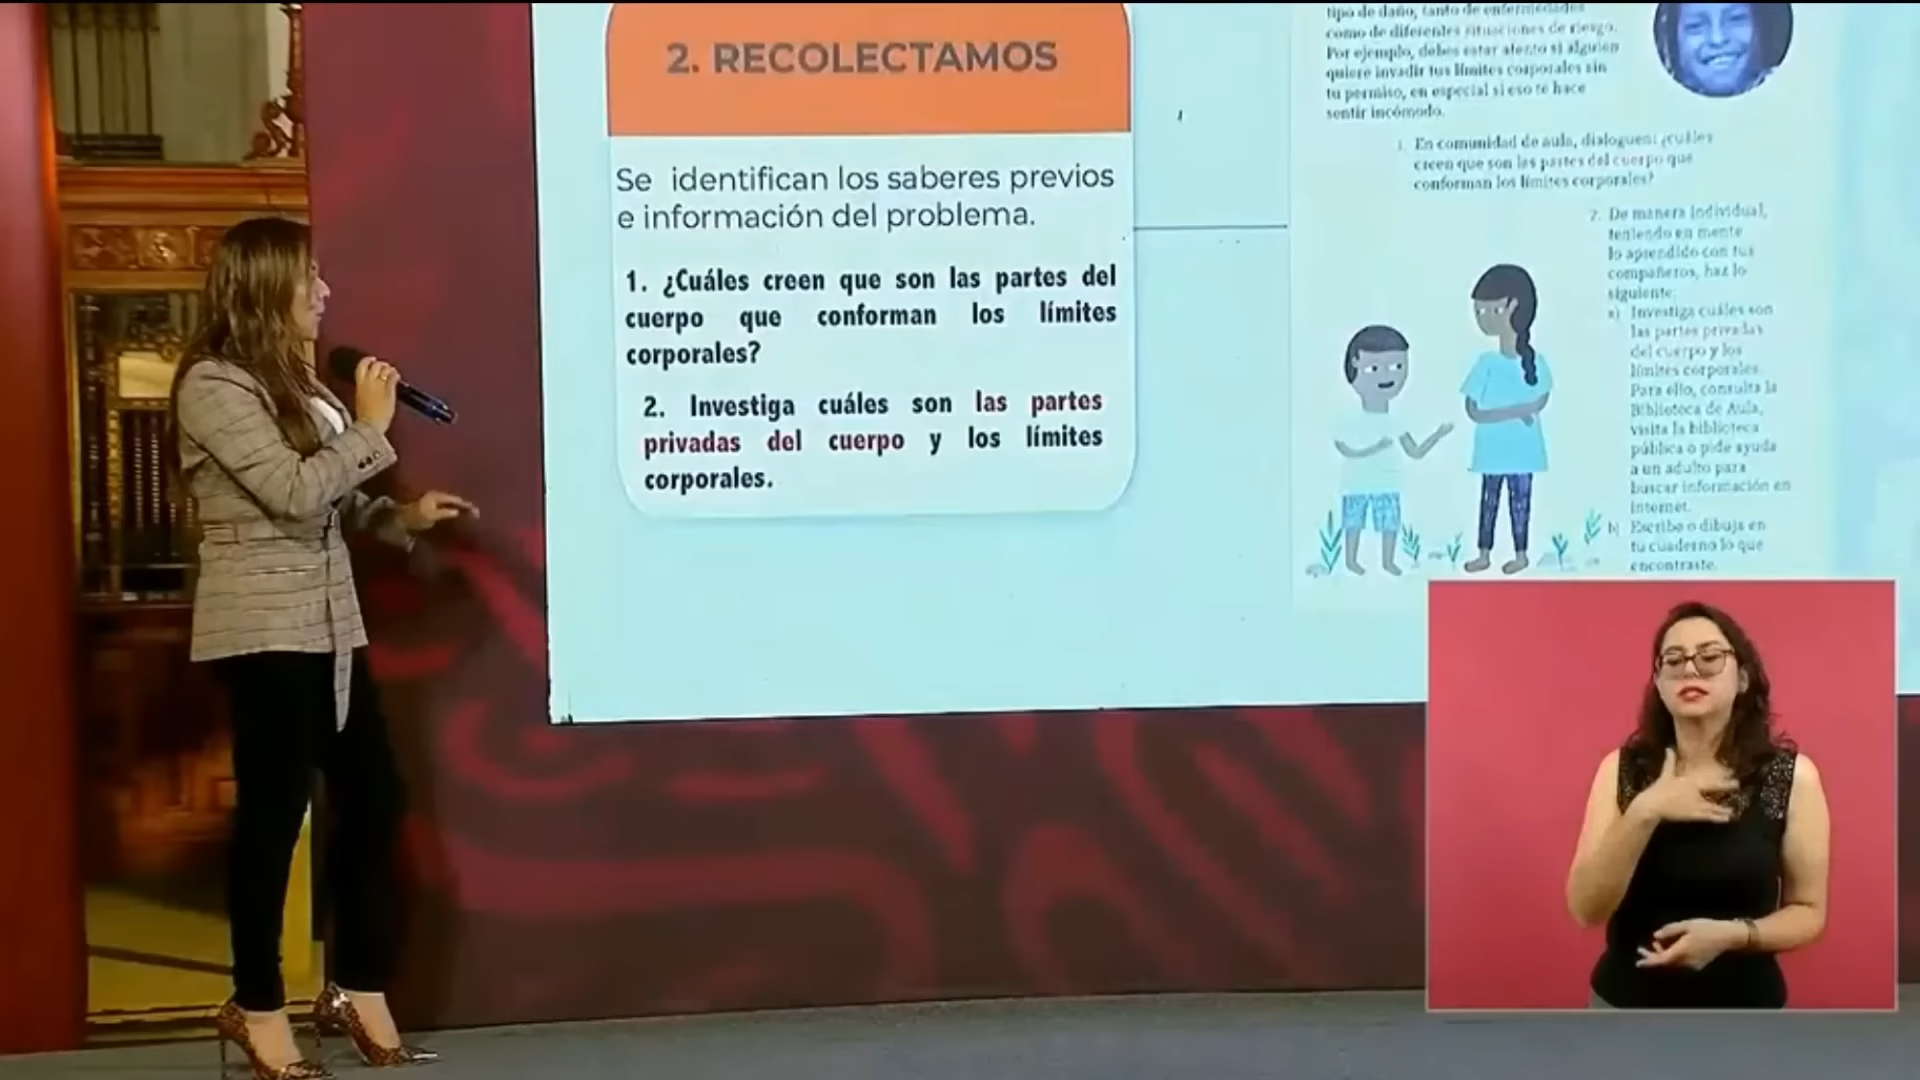 2. RECOLECTAMOS
Se identifican los saberes previos
e información del problema.
1. ¿Cuáles creen que son las partes del
cuerpo que conforman los límites
corporales?
2. Investiga cuáles son las partes
privadas del cuerpo y los límites
corporales.
tipo de daño, tanto de enfermedades
como de diferentes situaciones de riesgo.
Por ejemplo, debes estar atento si alguien
quiere invadir tus límites corporales sin
tu permiso, en especial si eso te hace
sentir incómodo.
1. En comunidad de aula, dialoguen: ¿cuáles
creen que son las partes del cuerpo que
conforman los límites corporales?
2. De manera individual,
teniendo en mente
lo aprendido con tus
compañeros, haz lo
siguiente:
a) Investiga cuáles son
las partes privadas
del cuerpo y los
límites corporales.
Para ello, consulta la
Biblioteca de Aula,
visita la biblioteca
pública o pide ayuda
a un adulto para
buscar información en
internet.
b) Escribe o dibuja en
tu cuaderno lo que
encontraste.